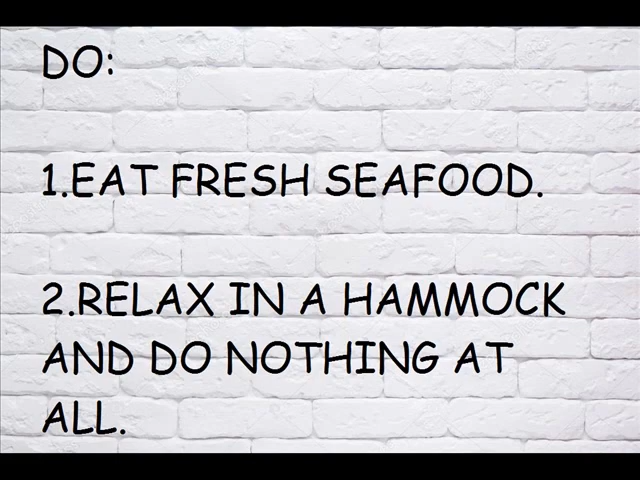 DO:
1.EAT FRESH SEAFOOD.
2.RELAX IN A HAMMOCK
AND DO NOTHING AT
ALL.